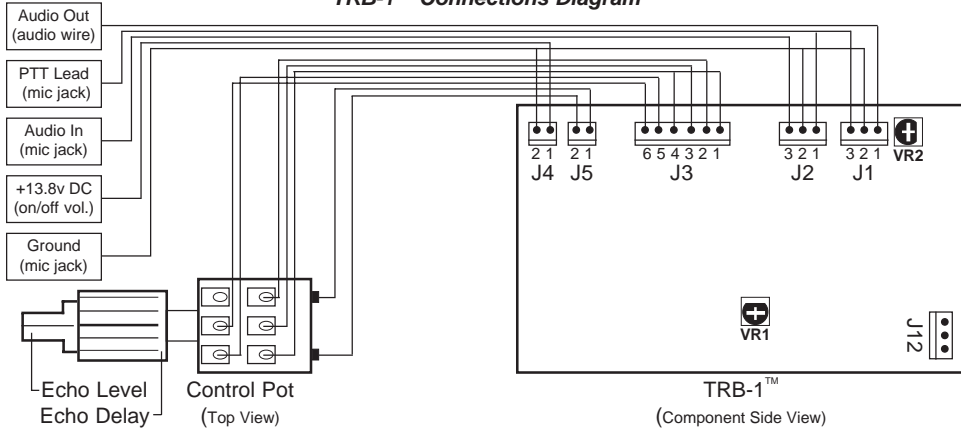 TRB-1™ Connections Diagram
Audio Out
(audio wire)
PTT Lead
(mic jack)
Audio In
(mic jack)
+13.8v DC
(on/off vol.)
Ground
(mic jack)
2 1
J4
2 1
J5
6 5 4 3 2 1
J3
3 2 1
J2
3 2 1
J1
VR2
VR1
J12
Echo Level
Echo Delay
Control Pot
(Top View)
TRB-1™
(Component Side View)